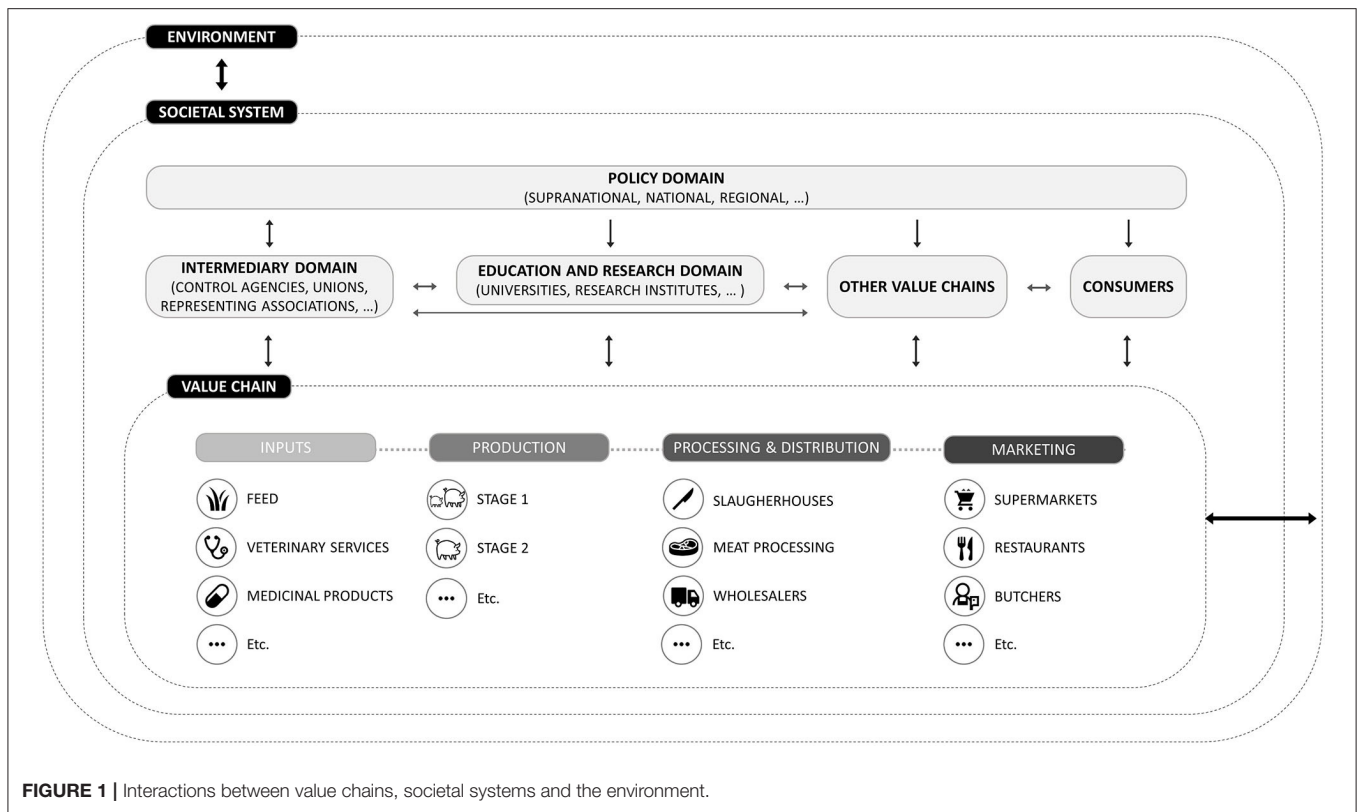 ENVIRONMENT
SOCIETAL SYSTEM
POLICY DOMAIN
(SUPRANATIONAL, NATIONAL, REGIONAL, ...)
INTERMEDIARY DOMAIN
(CONTROL AGENCIES, UNIONS,
REPRESENTING ASSOCIATIONS, ...)
EDUCATION AND RESEARCH DOMAIN
(UNIVERSITIES, RESEARCH INSTITUTES, ... )
OTHER VALUE CHAINS
CONSUMERS
VALUE CHAIN
INPUTS
FEED
VETERINARY SERVICES
MEDICINAL PRODUCTS
Etc.
PRODUCTION
STAGE 1
STAGE 2
Etc.
PROCESSING & DISTRIBUTION
SLAUGHERHOUSES
MEAT PROCESSING
WHOLESALERS
Etc.
MARKETING
SUPERMARKETS
RESTAURANTS
BUTCHERS
Etc.
FIGURE 1 | Interactions between value chains, societal systems and the environment.